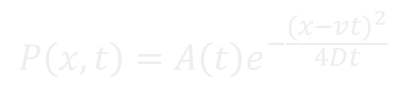 P(x,t) = A(t)e^{-\frac{(x-vt)^2}{4Dt}}